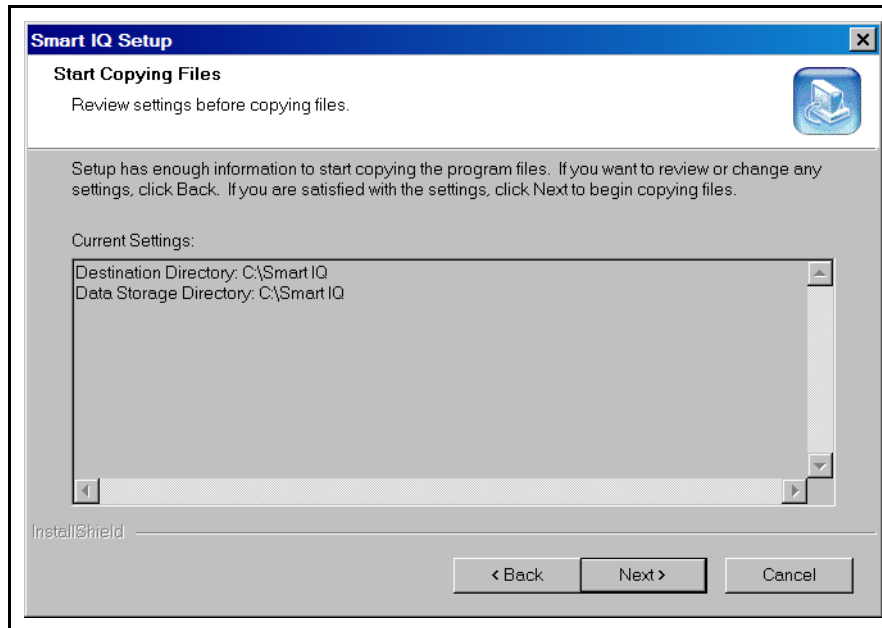 Smart IQ Setup
Start Copying Files
Review settings before copying files.
Setup has enough information to start copying the program files. If you want to review or change any
settings, click Back. If you are satisfied with the settings, click Next to begin copying files.
Current Settings:
Destination Directory: C:\Smart IQ
Data Storage Directory: C:\Smart IQ
InstallShield
< Back Next > Cancel